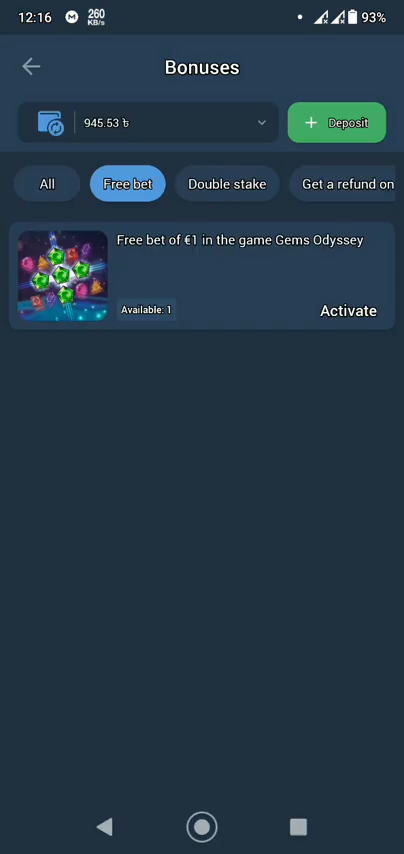 12:16 260 KB/s 93%
Bonuses
945.53 ৳ + Deposit
All Free bet Double stake Get a refund on
Free bet of €1 in the game Gems Odyssey
Available: 1 Activate